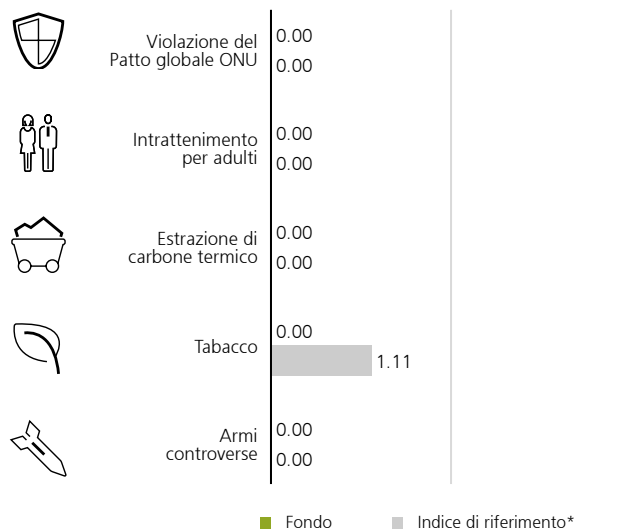 Violazione del
Patto globale ONU
0.00
0.00
Intrattenimento
per adulti
0.00
0.00
Estrazione di
carbone termico
0.00
0.00
Tabacco
0.00
1.11
Armi
controverse
0.00
0.00
Fondo
Indice di riferimento*